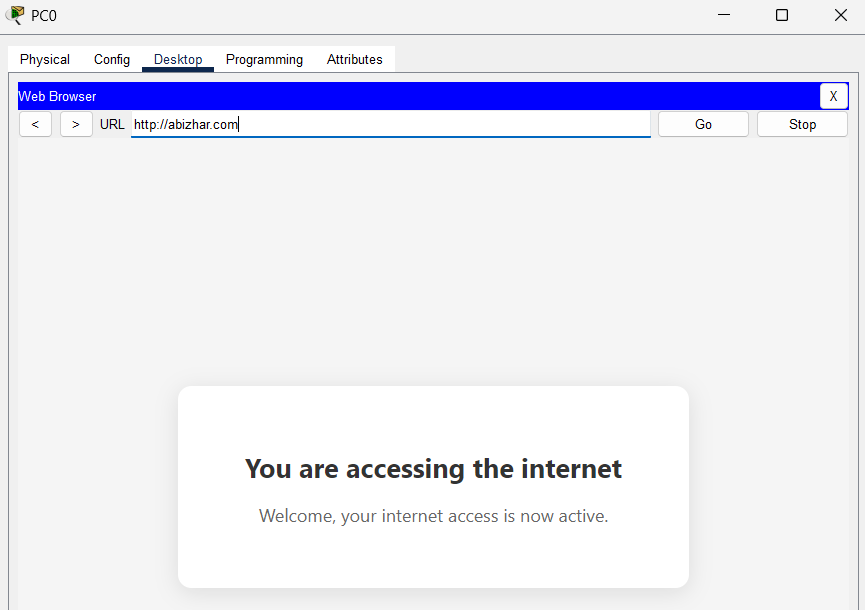 PC0
Physical Config Desktop Programming Attributes
Web Browser X
< > URL http://abizhar.com Go Stop
You are accessing the internet
Welcome, your internet access is now active.